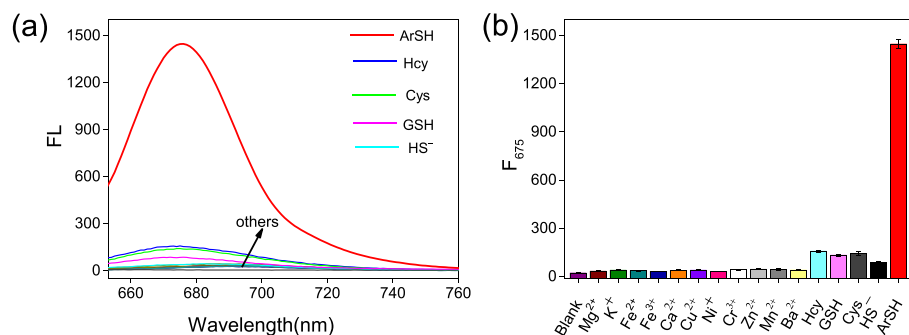 (a)
1500
1200
900
600
300
0
FL
ArSH
Hcy
Cys
GSH
HS⁻
others
660
680
700
720
740
760
Wavelength(nm)
(b)
1500
1200
900
600
300
0
F₆₇₅
Blank
Mg²⁺
K⁺
Fe²⁺
Fe³⁺
Ca²⁺
Cu²⁺
Ni⁺
Cr³⁺
Zn²⁺
Mn²⁺
Ba²⁺
Hcy
GSH
Cys
HS⁻
ArSH